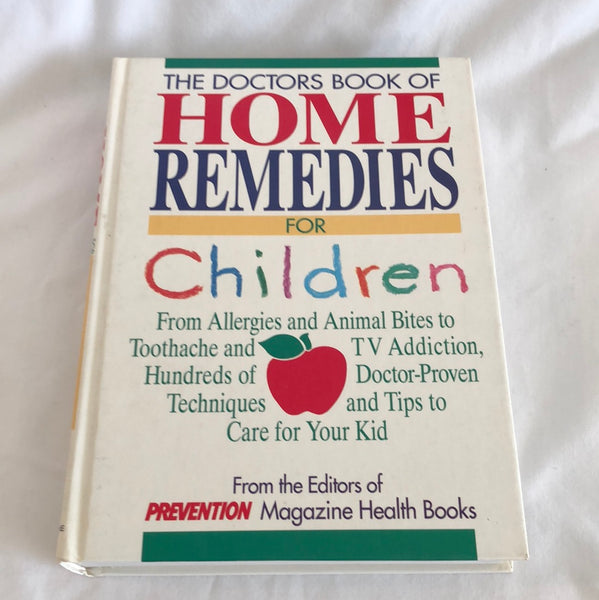 THE DOCTORS BOOK OF
HOME
REMEDIES
FOR
Children
From Allergies and Animal Bites to
Toothache and TV Addiction,
Hundreds of Doctor-Proven
Techniques and Tips to
Care for Your Kid
From the Editors of
PREVENTION Magazine Health Books